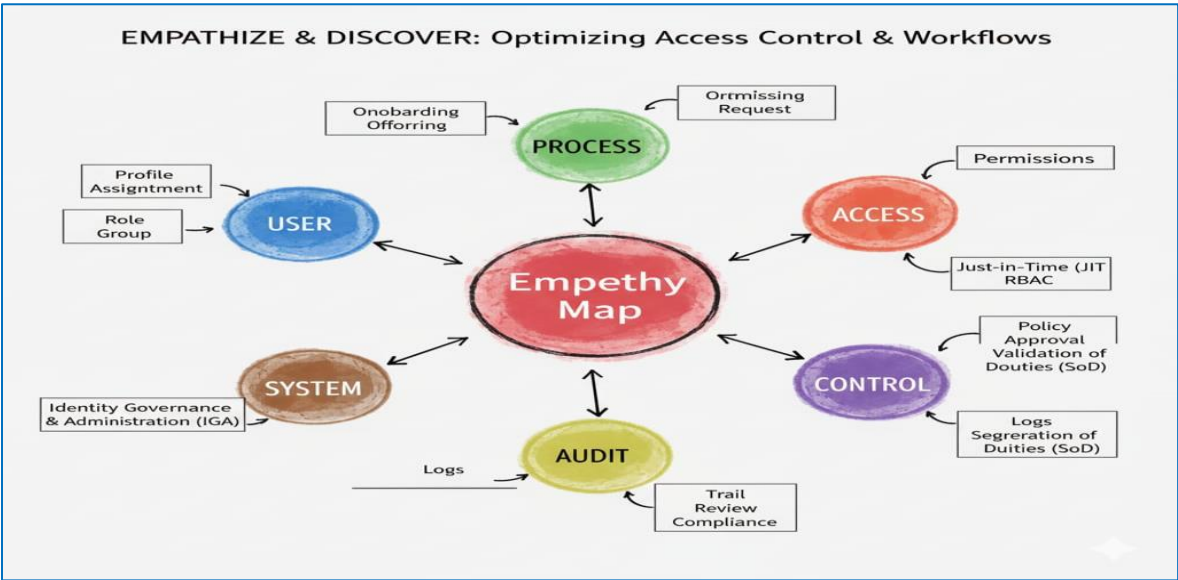 EMPATHIZE & DISCOVER: Optimizing Access Control & Workflows
Onobarding
Offorring
Ortmissing
Request
PROCESS
Profile
Assigntment
Role
Group
USER
Permissions
ACCESS
Just-in-Time (JIT
RBAC
Empethy
Map
Policy
Approval
Validation of
Douties (SoD)
CONTROL
Logs
Segreration of
Duities (SoD)
SYSTEM
Identity Governance
& Administration (IGA)
AUDIT
Logs
Trail
Review
Compliance